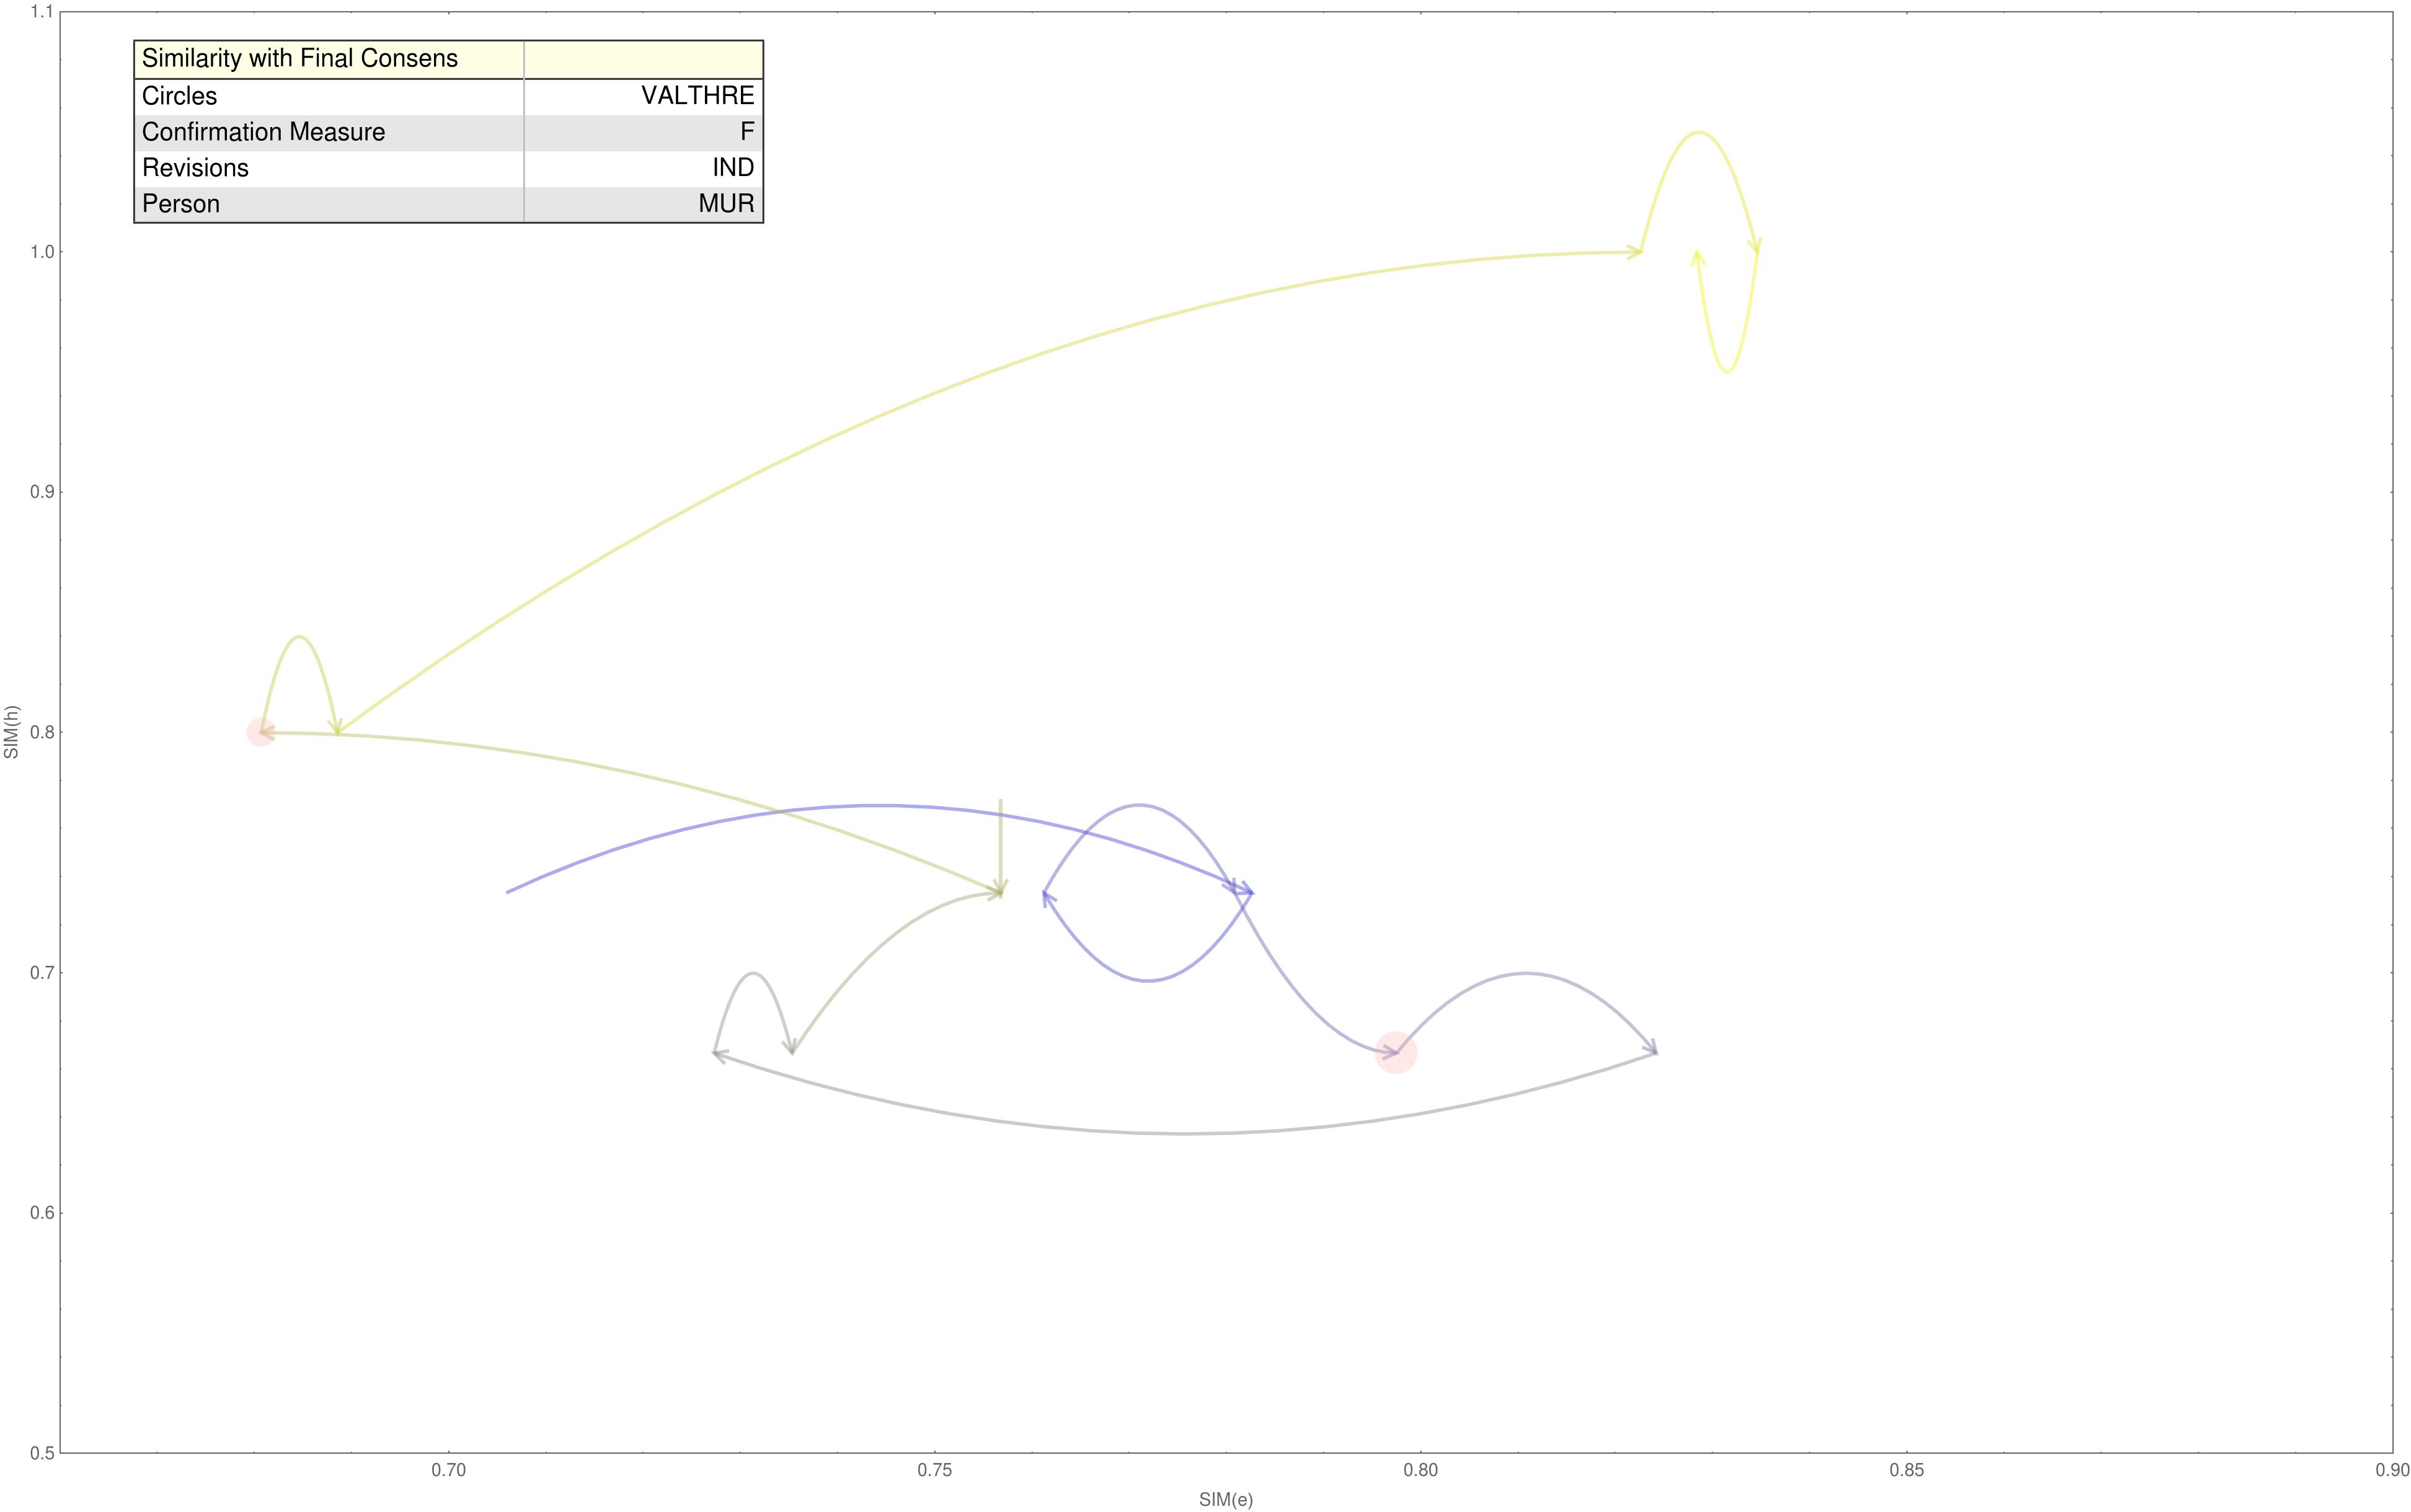 1.1
Similarity with Final Consens
Circles VALTHRE
Confirmation Measure F
Revisions IND
Person MUR
1.0
0.9
0.8
SIM(h)
0.7
0.6
0.5
0.70 0.75 0.80 0.85 0.90
SIM(e)